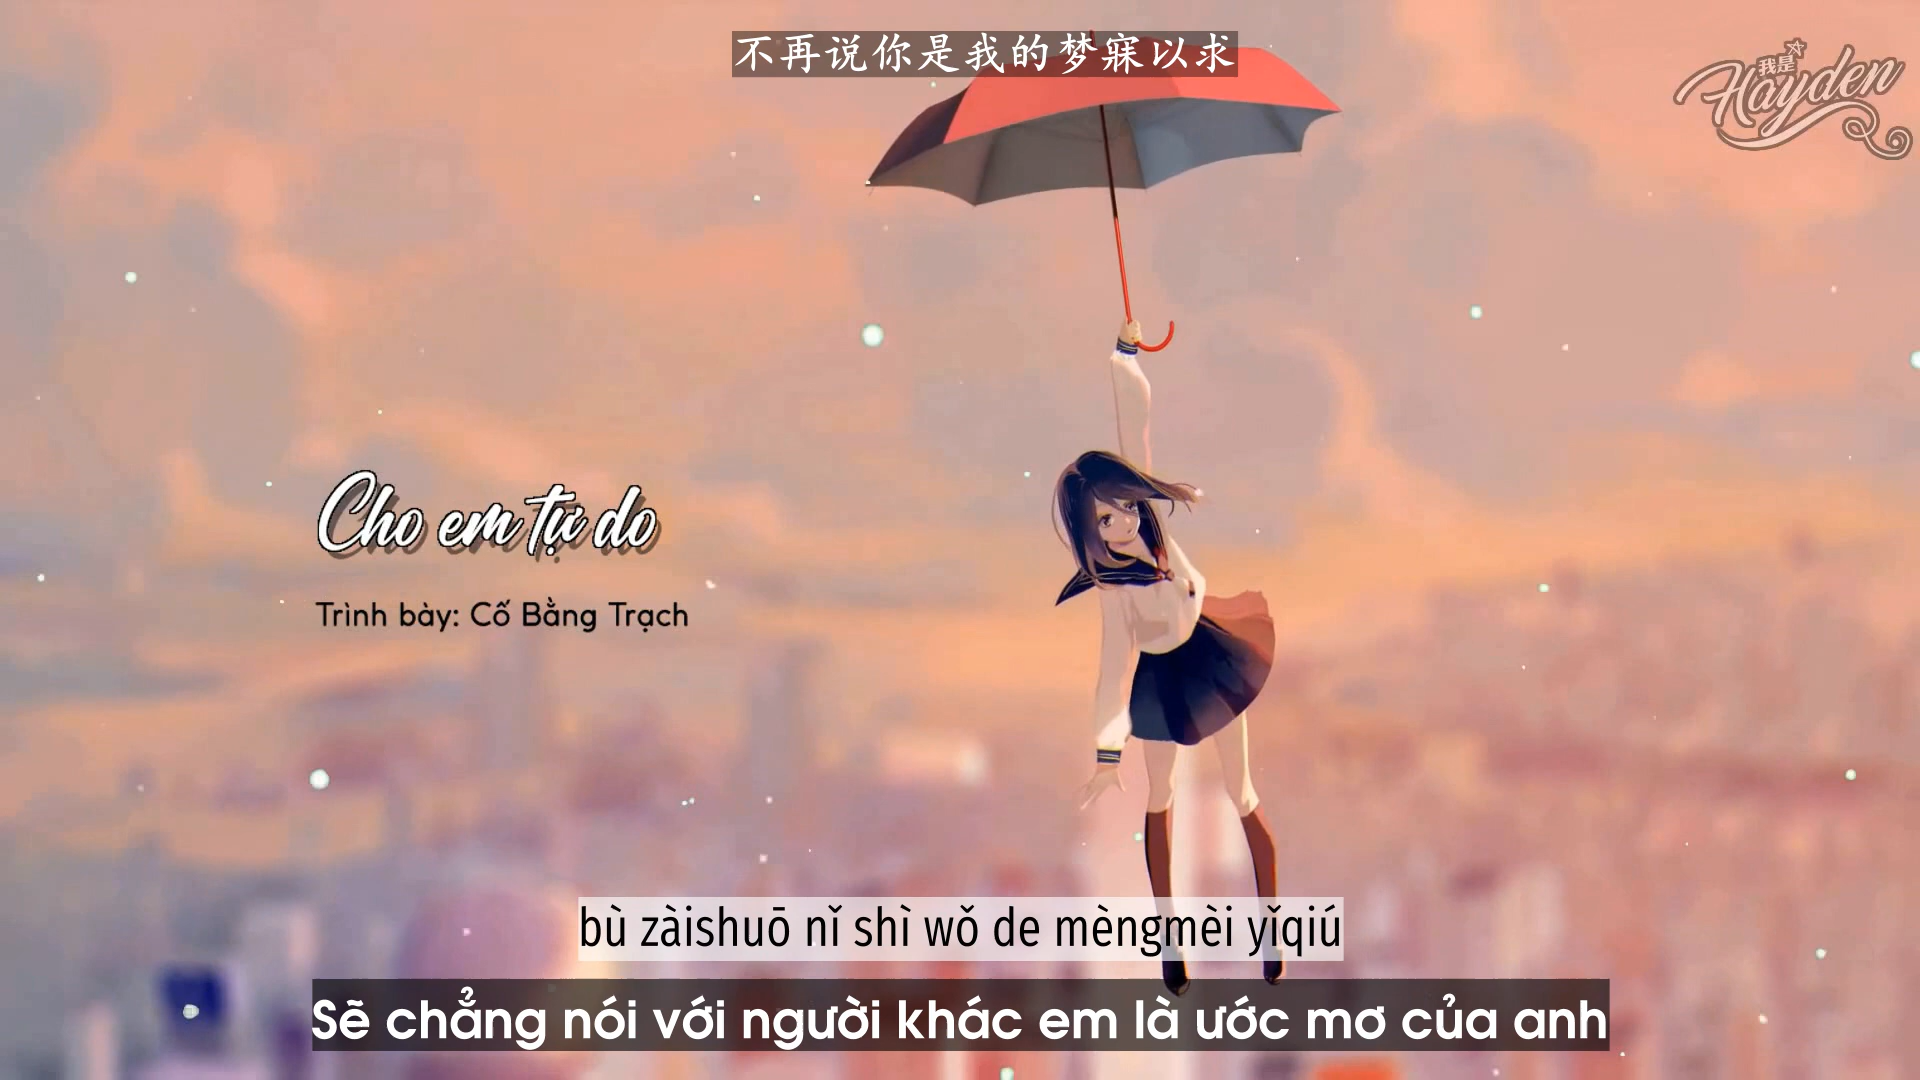 不再说你是我的梦寐以求
我是
Hayden
Cho em tự do
Trình bày: Cố Bằng Trạch
bù zàishuō nǐ shì wǒ de mèngmèi yǐqiú
Sẽ chẳng nói với người khác em là ước mơ của anh